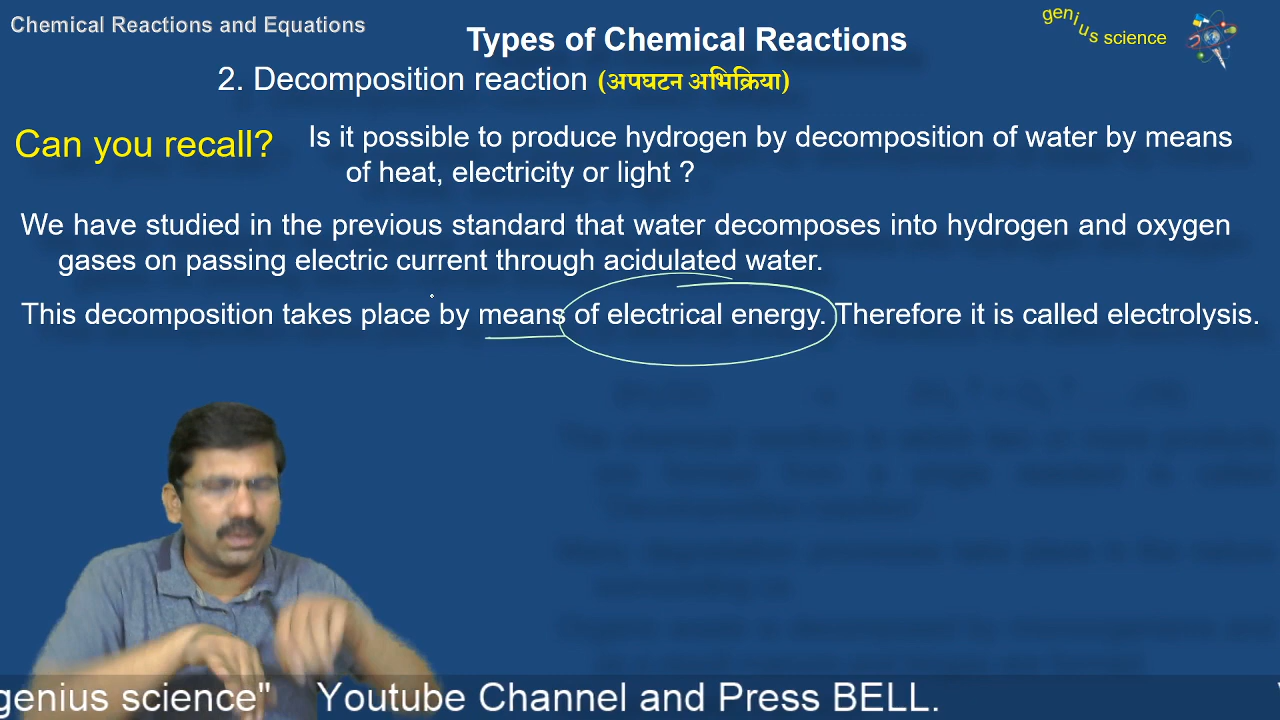 Chemical Reactions and Equations
genius science
Types of Chemical Reactions
2. Decomposition reaction (अपघटन अभिक्रिया)
Can you recall?
Is it possible to produce hydrogen by decomposition of water by means
of heat, electricity or light ?
We have studied in the previous standard that water decomposes into hydrogen and oxygen
gases on passing electric current through acidulated water.
This decomposition takes place by means of electrical energy. Therefore it is called electrolysis.
genius science" Youtube Channel and Press BELL.